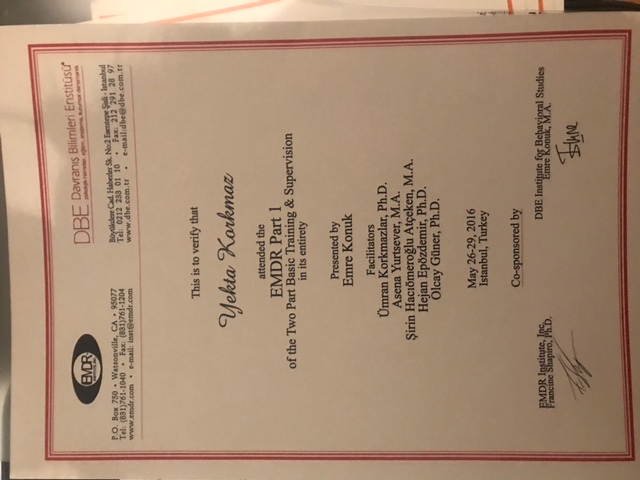 EMDR
P.O. Box 750 • Watsonville, CA • 95077
Tel: (831)761-1040 • Fax: (831)761-1204
www.emdr.com • e-mail: inst@emdr.com
DBE Davranış Bilimleri Enstitüsü
Büyükdere Cad. Haberler Sk. No:2 Esentepe Şişli - İstanbul
Tel: 0212 233 01 10 • Fax: 212 291 28 97
www.dbe.com.tr • e-mail:dbe@dbe.com.tr
This is to verify that
Yekta Korkmaz
attended the
EMDR Part 1
of the Two Part Basic Training & Supervision
in its entirety
Presented by
Emre Konuk
Facilitators
Ümran Korkmazlar, Ph.D.
Asena Yurtsever, M.A.
Şirin Hacıömeroğlu Atçeken, M.A.
Hejan Epözdemir, Ph.D.
Olcay Güner, Ph.D.
May 26-29, 2016
Istanbul, Turkey
Co-sponsored by
EMDR Institute, Inc.
Francine Shapiro, Ph.D.
DBE Institute for Behavioral Studies
Emre Konuk, M.A.